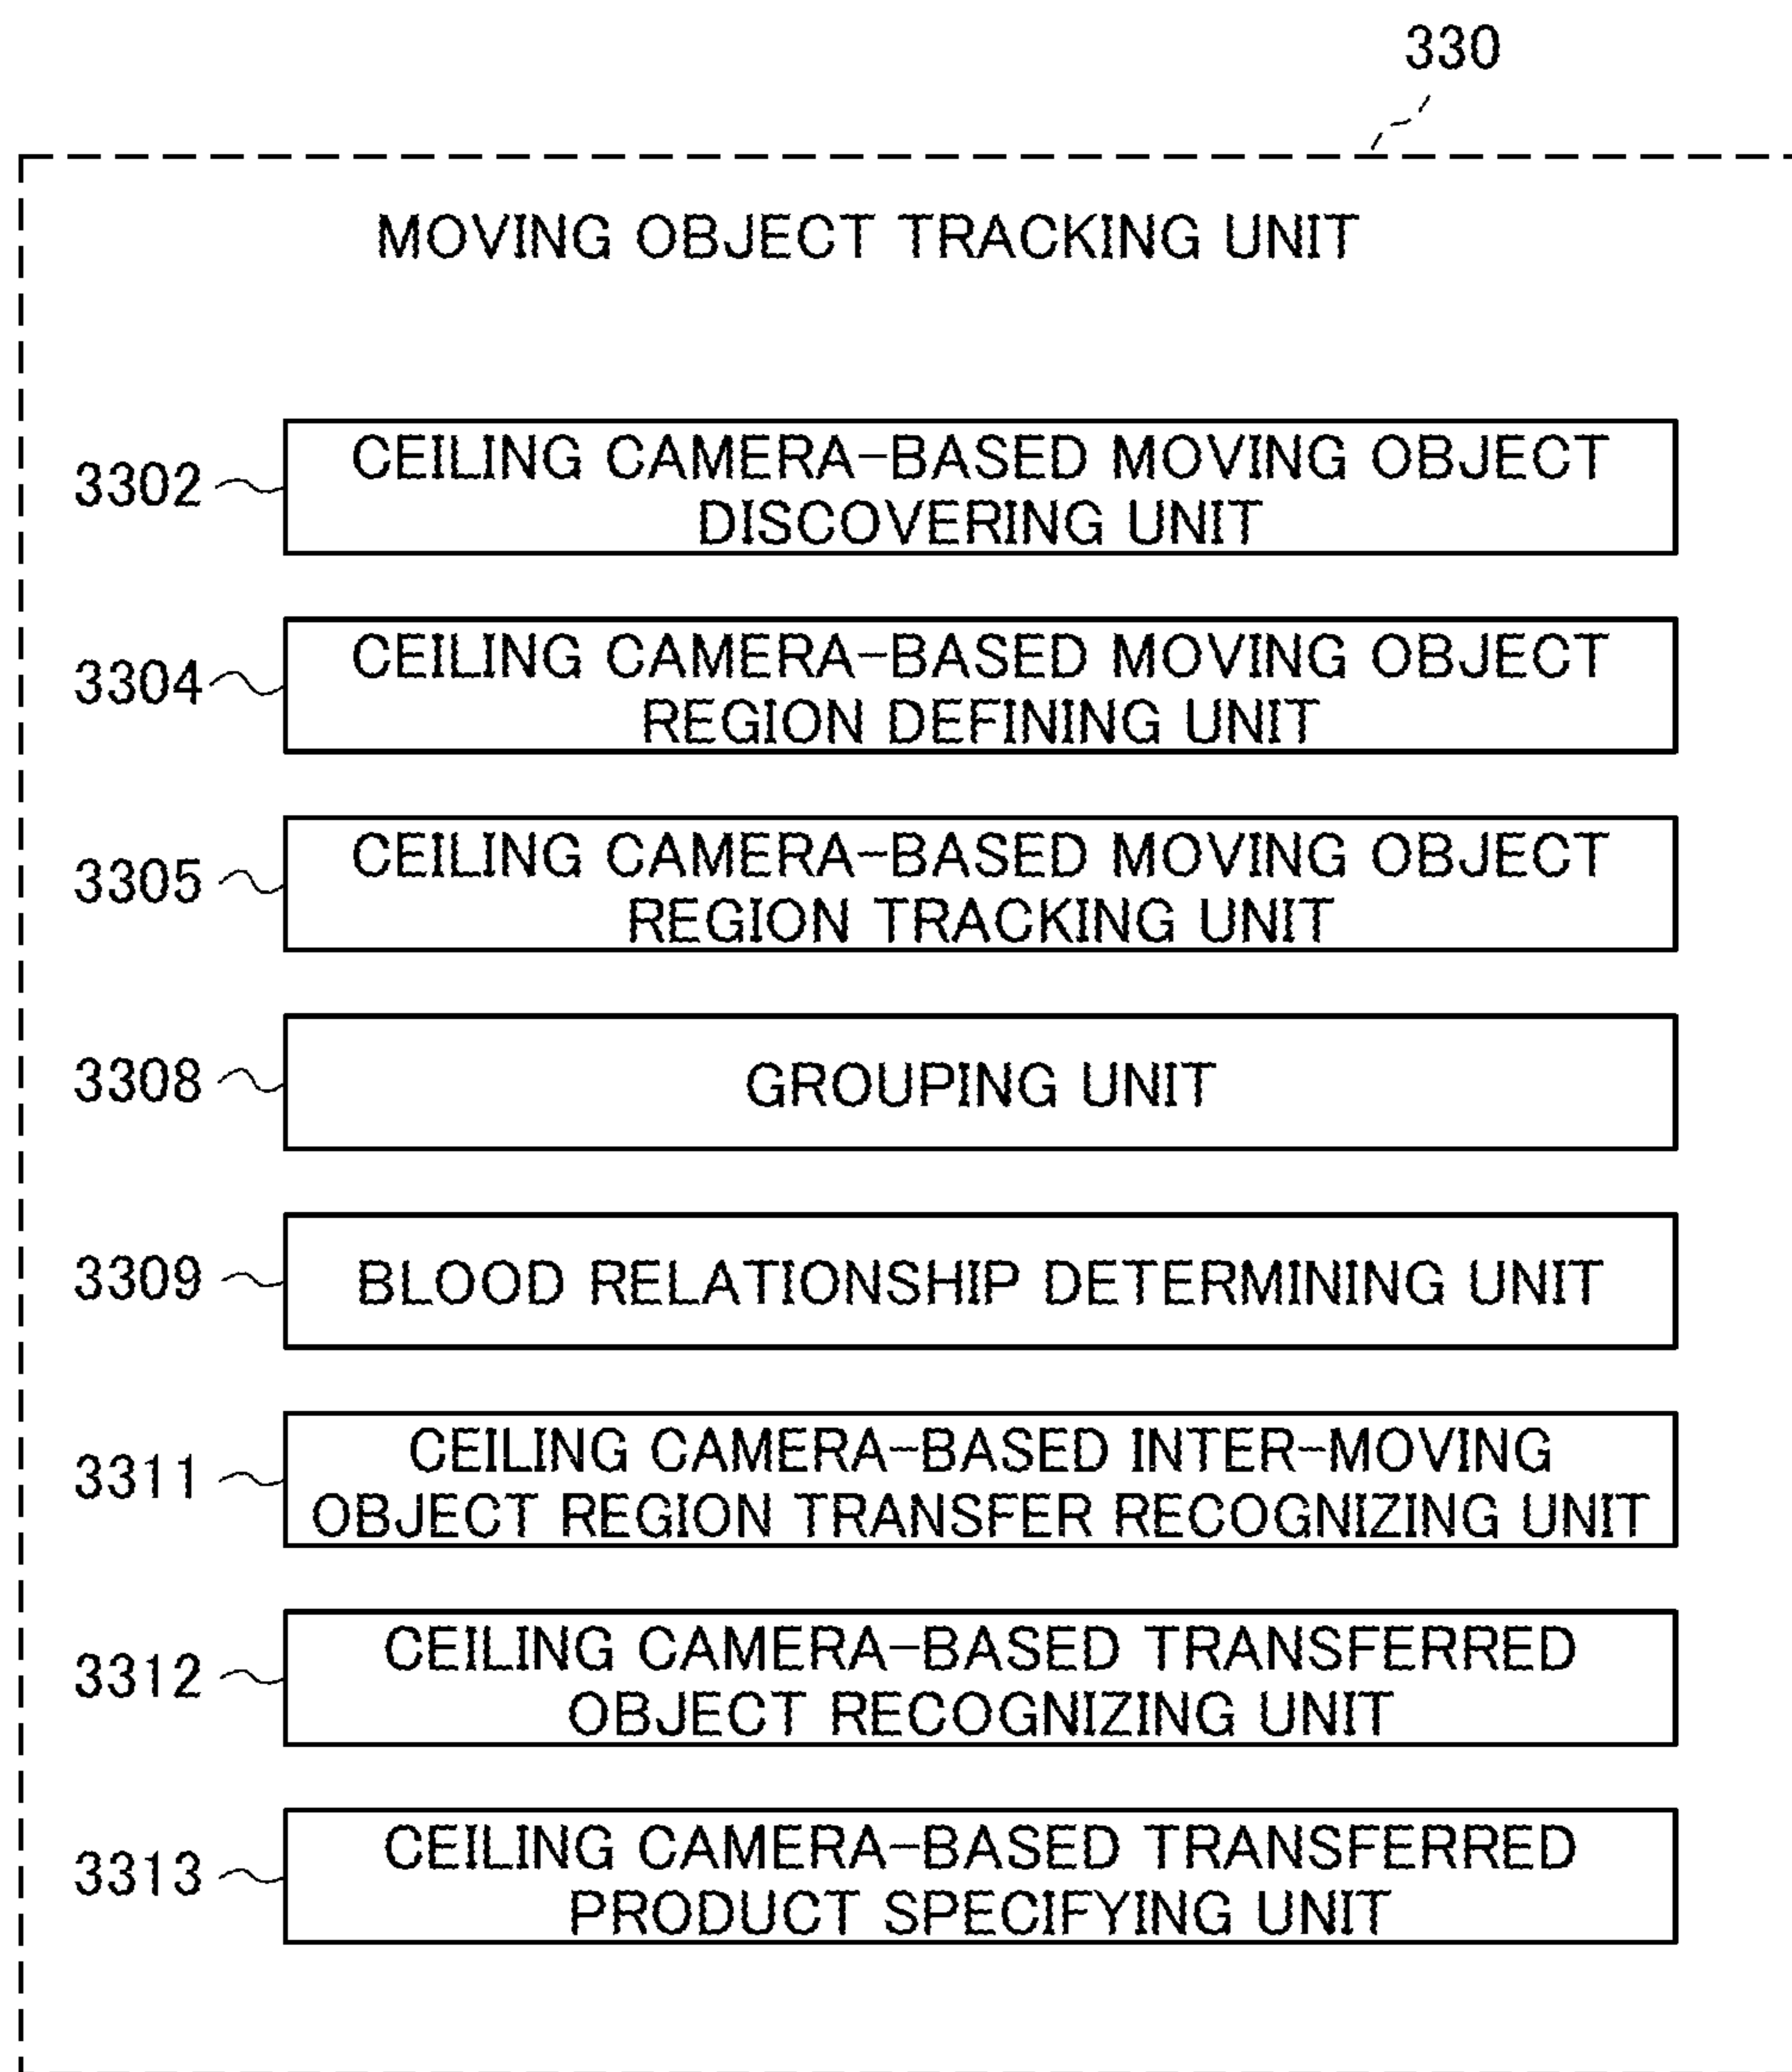 330
MOVING OBJECT TRACKING UNIT
3302
CEILING CAMERA-BASED MOVING OBJECT
DISCOVERING UNIT
3304
CEILING CAMERA-BASED MOVING OBJECT
REGION DEFINING UNIT
3305
CEILING CAMERA-BASED MOVING OBJECT
REGION TRACKING UNIT
3308
GROUPING UNIT
3309
BLOOD RELATIONSHIP DETERMINING UNIT
3311
CEILING CAMERA-BASED INTER-MOVING
OBJECT REGION TRANSFER RECOGNIZING UNIT
3312
CEILING CAMERA-BASED TRANSFERRED
OBJECT RECOGNIZING UNIT
3313
CEILING CAMERA-BASED TRANSFERRED
PRODUCT SPECIFYING UNIT